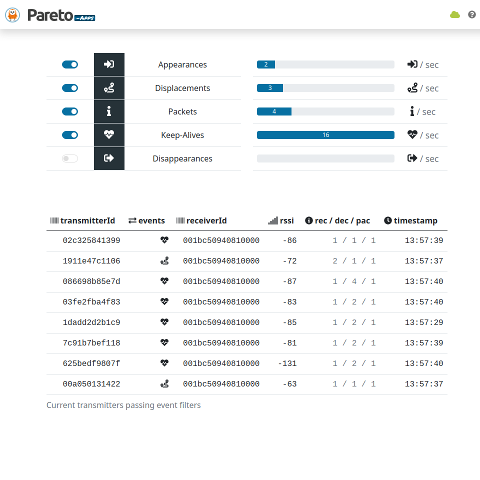 Pareto
Appearances 2 / sec
Displacements 3 / sec
Packets 4 / sec
Keep-Alives 16 / sec
Disappearances / sec
transmitterId events receiverId rssi rec / dec / pac timestamp
02c325841399 001bc50940810000 -86 1 / 1 / 1 13:57:39
1911e47c1106 001bc50940810000 -72 2 / 1 / 1 13:57:37
086698b85e7d 001bc50940810000 -87 1 / 4 / 1 13:57:40
03fe2fba4f83 001bc50940810000 -83 1 / 2 / 1 13:57:40
1dadd2d2b1c9 001bc50940810000 -85 1 / 2 / 1 13:57:29
7c91b7bef118 001bc50940810000 -81 1 / 2 / 1 13:57:39
625bedf9807f 001bc50940810000 -131 1 / 1 / 1 13:57:40
00a050131422 001bc50940810000 -63 1 / 1 / 1 13:57:37
Current transmitters passing event filters